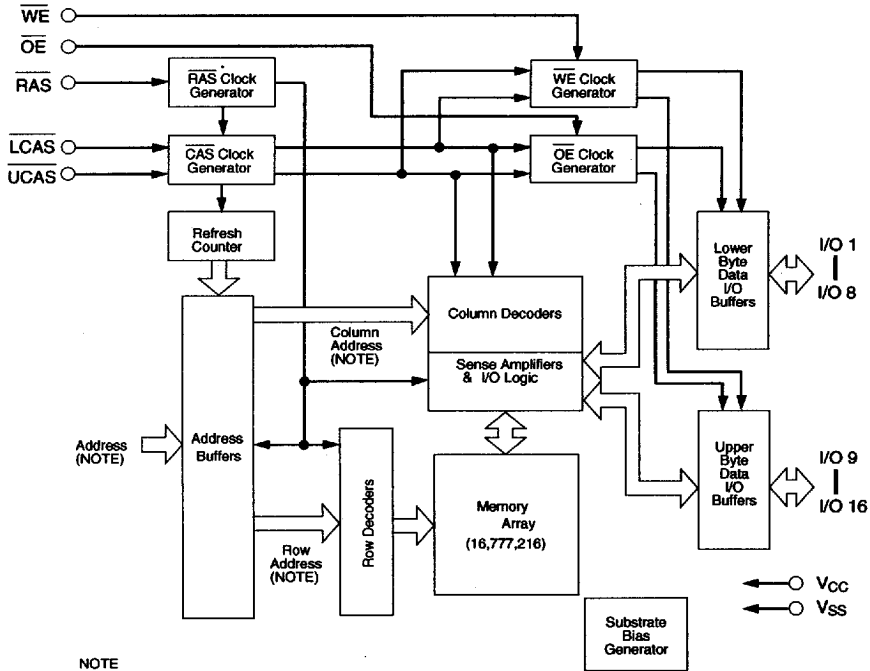 WE
OE
RAS
RAS Clock
Generator
WE Clock
Generator
LCAS
UCAS
CAS Clock
Generator
OE Clock
Generator
Refresh
Counter
Lower
Byte
Data
I/O
Buffers
I/O 1
I/O 8
Column Decoders
Column
Address
(NOTE)
Sense Amplifiers
& I/O Logic
Address
Buffers
Address
(NOTE)
Row Decoders
Memory
Array
(16,777,216)
Upper
Byte
Data
I/O
Buffers
I/O 9
I/O 16
Row
Address
(NOTE)
VCC
VSS
Substrate
Bias
Generator
NOTE